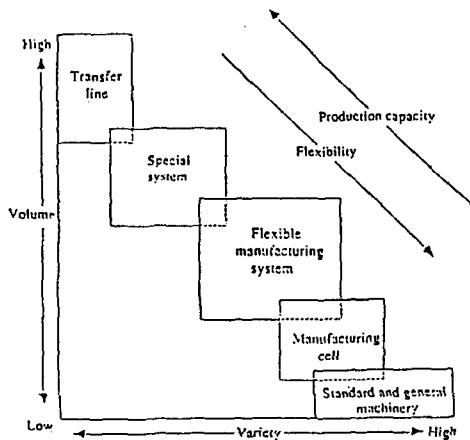 High
Transfer
line
Production capacity
Special
system
Flexibility
Volume
Flexible
manufacturing
system
Manufacturing
cell
Standard and general
machinery
Low
Variety
High